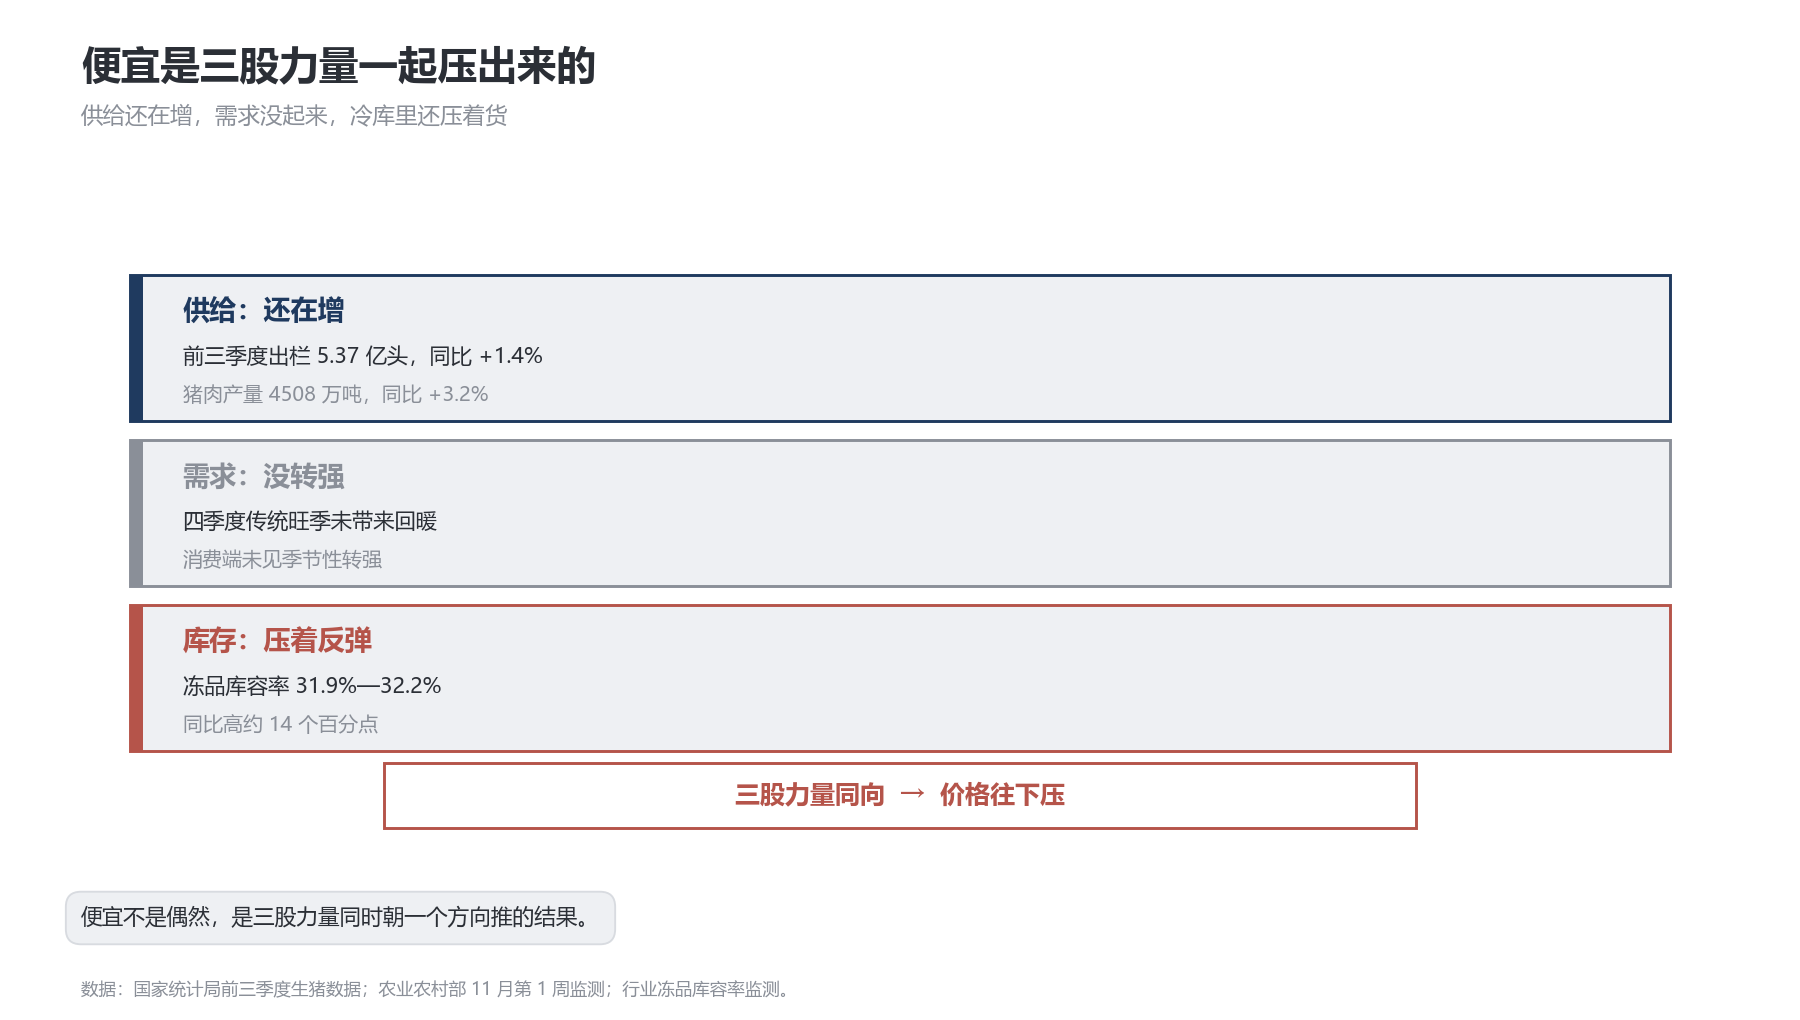 便宜是三股力量一起压出来的
供给还在增，需求没起来，冷库里还压着货
供给：还在增
前三季度出栏 5.37 亿头，同比 +1.4%
猪肉产量 4508 万吨，同比 +3.2%
需求：没转强
四季度传统旺季未带来回暖
消费端未见季节性转强
库存：压着反弹
冻品库容率 31.9%—32.2%
同比高约 14 个百分点
三股力量同向 → 价格往下压
便宜不是偶然，是三股力量同时朝一个方向推的结果。
数据：国家统计局前三季度生猪数据；农业农村部 11 月第 1 周监测；行业冻品库容率监测。